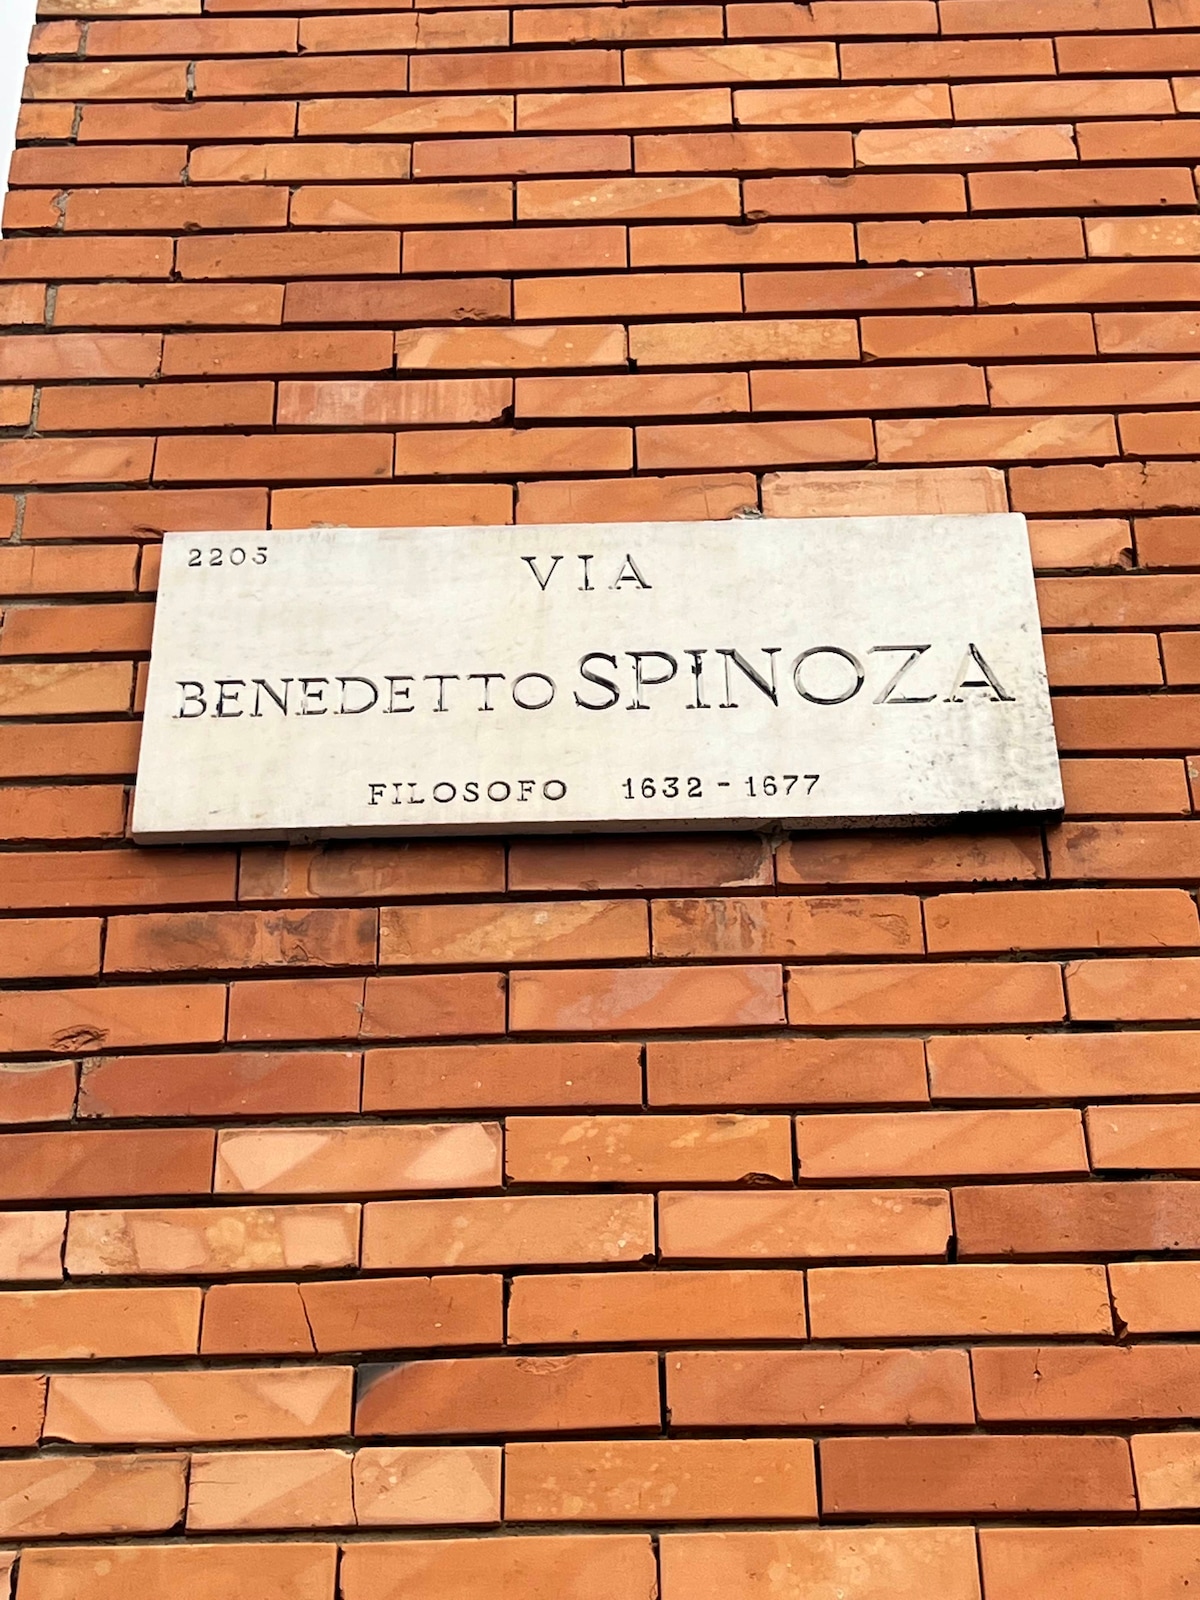 2205
VIA
BENEDETTO SPINOZA
FILOSOFO 1632-1677